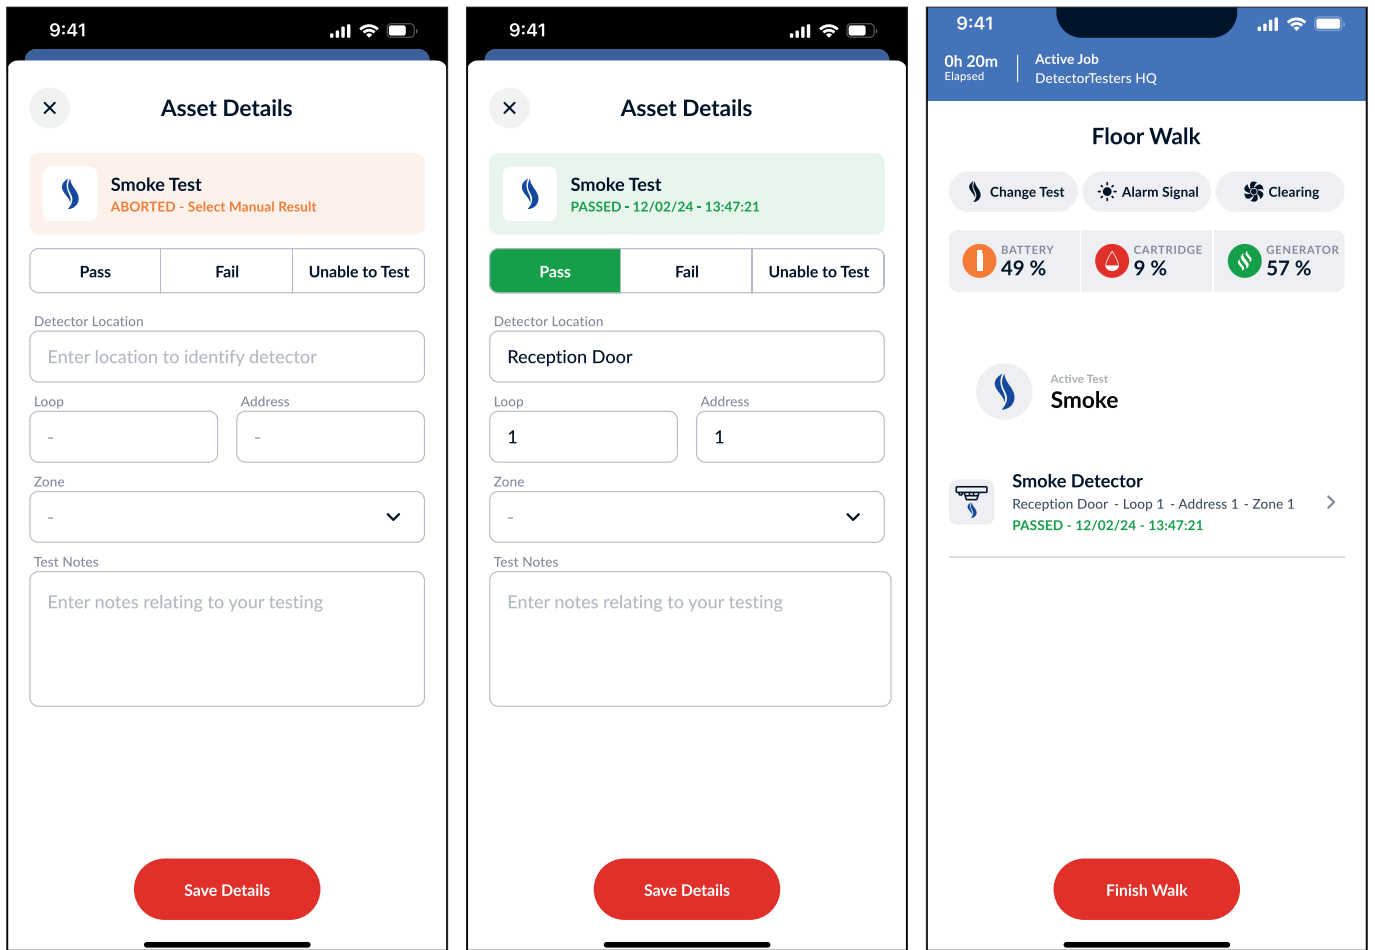 9:41
Asset Details
Smoke Test
ABORTED - Select Manual Result
Pass
Fail
Unable to Test
Detector Location
Enter location to identify detector
Loop
Address
-
-
Zone
-
Test Notes
Enter notes relating to your testing
Save Details
9:41
Asset Details
Smoke Test
PASSED - 12/02/24 - 13:47:21
Pass
Fail
Unable to Test
Detector Location
Reception Door
Loop
Address
1
1
Zone
-
Test Notes
Enter notes relating to your testing
Save Details
9:41
0h 20m
Elapsed
Active Job
DetectorTesters HQ
Floor Walk
Change Test
Alarm Signal
Clearing
BATTERY
49 %
CARTRIDGE
9 %
GENERATOR
57 %
Active Test
Smoke
Smoke Detector
Reception Door - Loop 1 - Address 1 - Zone 1
PASSED - 12/02/24 - 13:47:21
Finish Walk